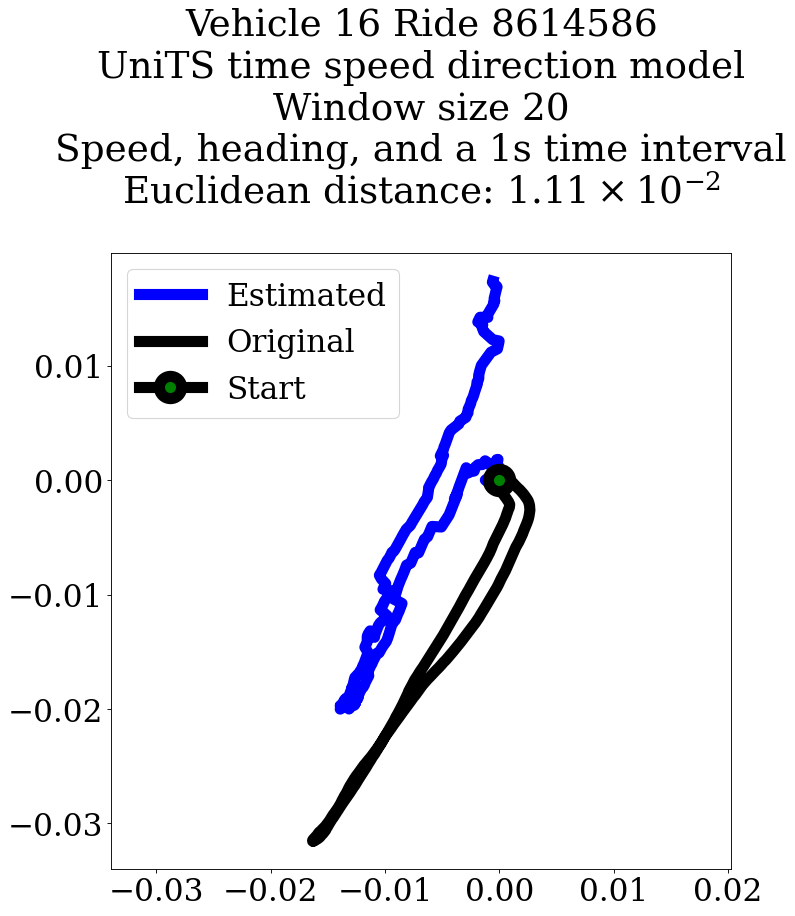 Vehicle 16 Ride 8614586
UniTS time speed direction model
Window size 20
Speed, heading, and a 1s time interval
Euclidean distance: 1.11 × 10⁻²
Estimated
Original
Start
0.01
0.00
−0.01
−0.02
−0.03
−0.03 −0.02 −0.01 0.00 0.01 0.02